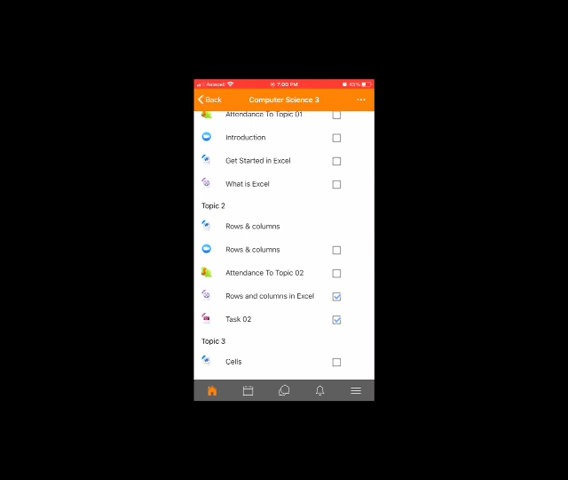 7:00 PM
Back
Computer Science 3
Attendance To Topic 01
Introduction
Get Started in Excel
What is Excel
Topic 2
Rows & columns
Rows & columns
Attendance To Topic 02
Rows and columns in Excel
Task 02
Topic 3
Cells